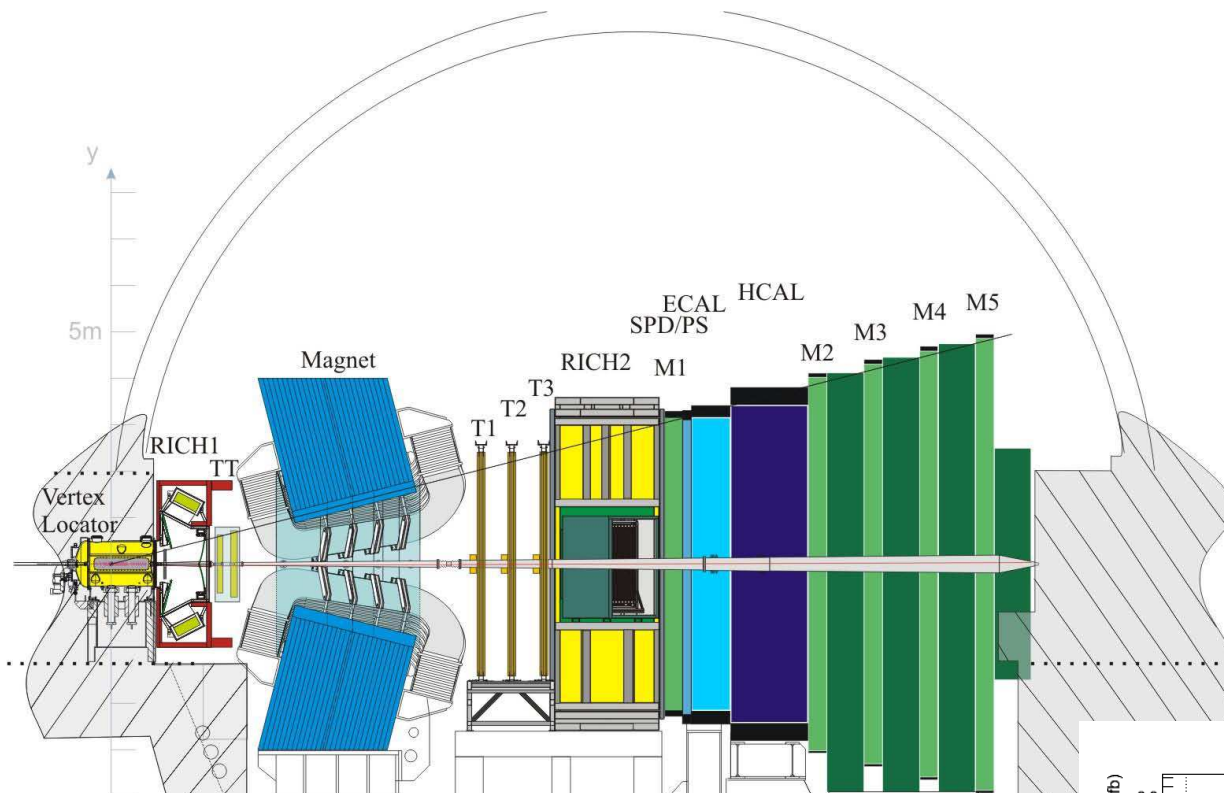 y
5m
HCAL
ECAL
SPD/PS
M5
M4
M3
M2
M1
RICH2
Magnet
T3
T2
T1
RICH1
TT
Vertex
Locator
fb)